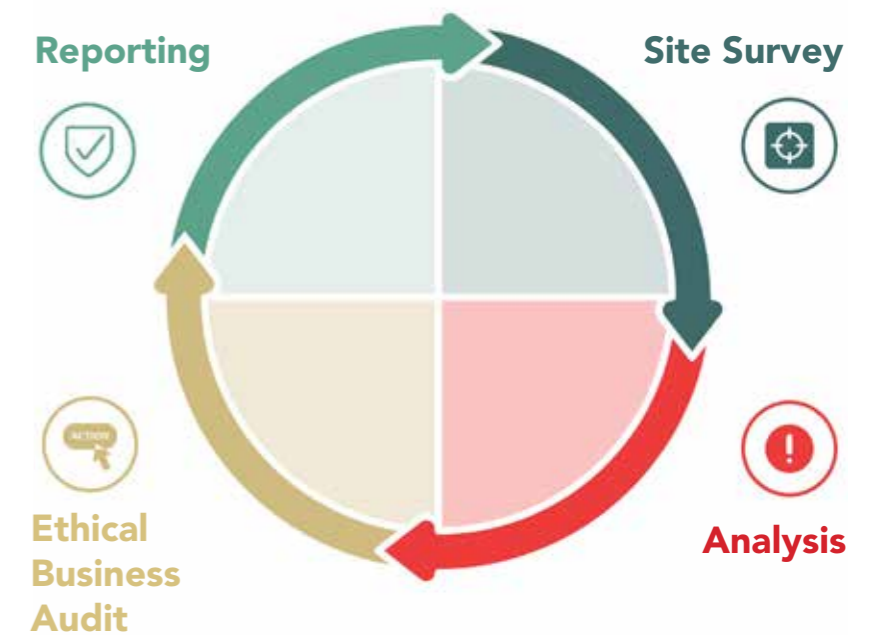 Reporting
Site Survey
ACTION
Ethical
Business
Audit
Analysis